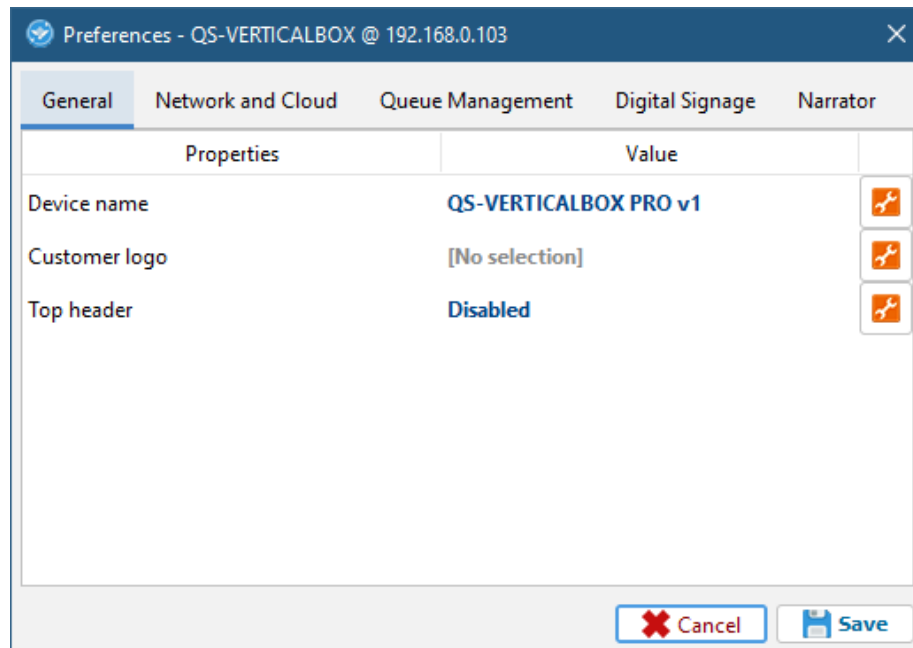 Preferences - QS-VERTICALBOX @ 192.168.0.103
General Network and Cloud Queue Management Digital Signage Narrator
Properties Value
Device name QS-VERTICALBOX PRO v1
Customer logo [No selection]
Top header Disabled
Cancel Save